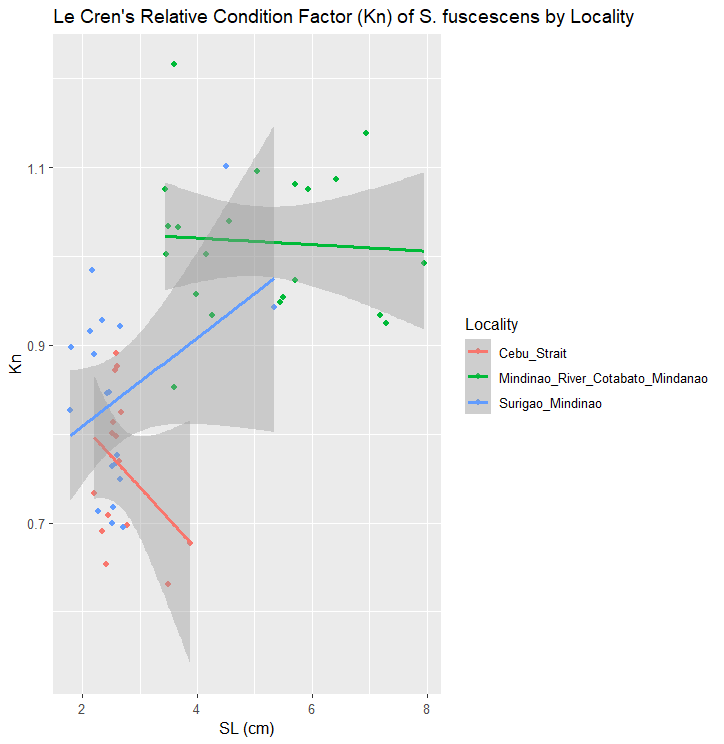 Le Cren's Relative Condition Factor (Kn) of S. fuscescens by Locality
1.1
0.9
0.7
Kn
2
4
6
8
SL (cm)
Locality
Cebu_Strait
Mindinao_River_Cotabato_Mindanao
Surigao_Mindinao